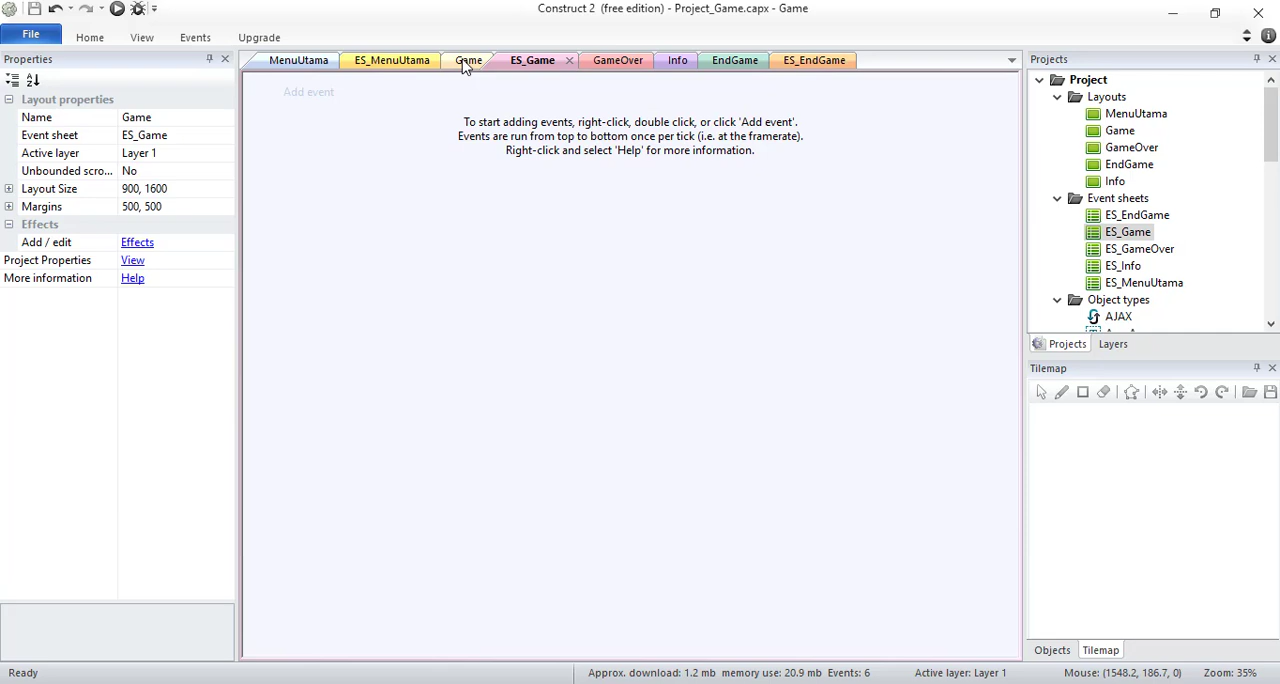 Construct 2 (free edition) - Project_Game.capx - Game
File
Home
View
Events
Upgrade
Properties
MenuUtama
ES_MenuUtama
Game
ES_Game
GameOver
Info
EndGame
ES_EndGame
Projects
Layout properties
Name Game
Event sheet ES_Game
Active layer Layer 1
Unbounded scro... No
Layout Size 900, 1600
Margins 500, 500
Effects
Add / edit Effects
Project Properties View
More information Help
Add event
To start adding events, right-click, double click, or click 'Add event'.
Events are run from top to bottom once per tick (i.e. at the framerate).
Right-click and select 'Help' for more information.
Project
Layouts
MenuUtama
Game
GameOver
EndGame
Info
Event sheets
ES_EndGame
ES_Game
ES_GameOver
ES_Info
ES_MenuUtama
Object types
AJAX
Projects
Layers
Tilemap
Objects
Tilemap
Ready
Approx. download: 1.2 mb memory use: 20.9 mb Events: 6
Active layer: Layer 1
Mouse: (1548.2, 186.7, 0)
Zoom: 35%